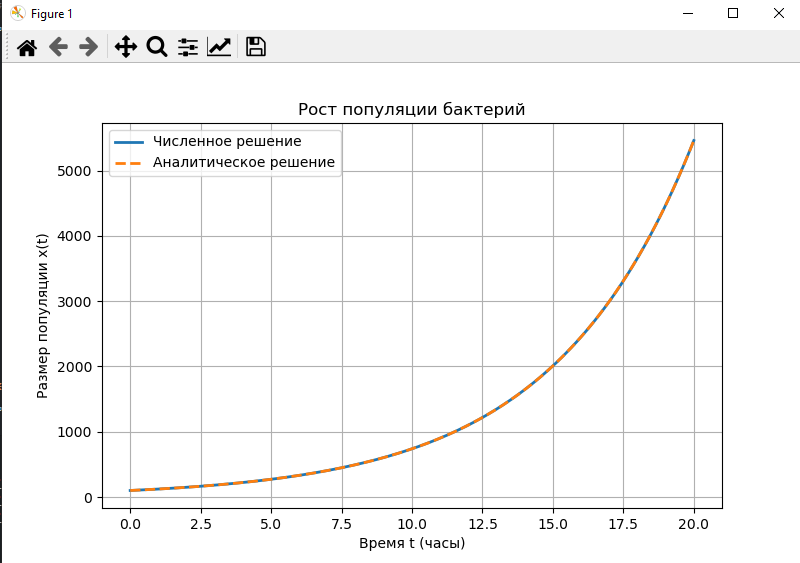 Figure 1
Рост популяции бактерий
Численное решение
Аналитическое решение
Размер популяции x(t)
5000
4000
3000
2000
1000
0
0.0 2.5 5.0 7.5 10.0 12.5 15.0 17.5 20.0
Время t (часы)